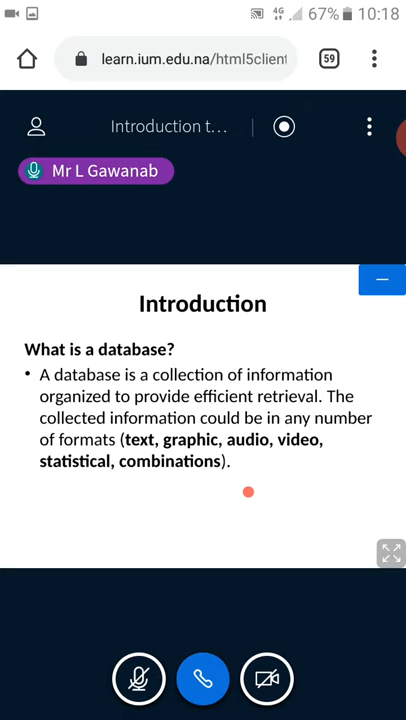 4G 67% 10:18
learn.ium.edu.na/html5client 59
Introduction t...
Mr L Gawanab
Introduction
What is a database?
• A database is a collection of information
organized to provide efficient retrieval. The
collected information could be in any number
of formats (text, graphic, audio, video,
statistical, combinations).